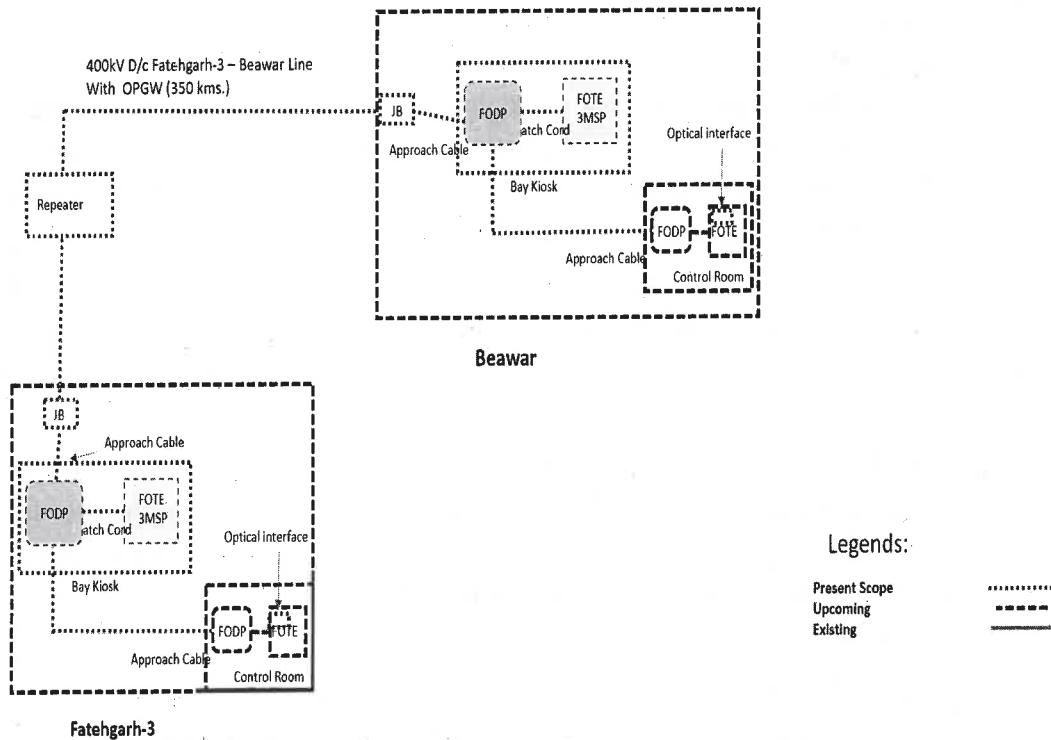 400kV D/c Fatehgarh-3 – Beawar Line
With OPGW (350 kms.)
JB
FODP
FOTE
3MSP
atch Cord
Approach Cable
Bay Kiosk
Optical interface
FODP
FOTE
Approach Cable
Control Room
Repeater
Beawar
JB
Approach Cable
FODP
FOTE
3MSP
atch Cord
Bay Kiosk
Optical interface
FODP
FOTE
Approach Cable
Control Room
Fatehgarh-3
Legends:
Present Scope
Upcoming
Existing